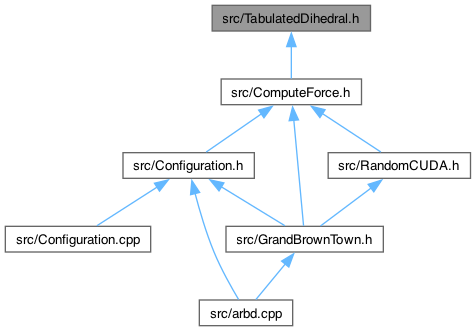 src/TabulatedDihedral.h
src/ComputeForce.h
src/Configuration.h
src/RandomCUDA.h
src/Configuration.cpp
src/GrandBrownTown.h
src/arbd.cpp